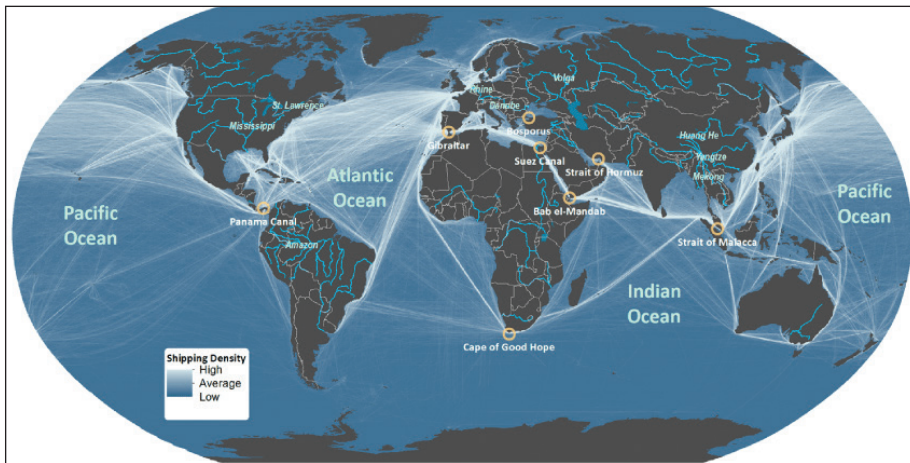 Volga
Rhine
St. Lawrence
Danube
Mississippi
Bosporus
Gibraltar
Huang He
Suez Canal
Yangtze
Strait of Hormuz
Mekong
Atlantic
Ocean
Pacific
Ocean
Pacific
Ocean
Bab el-Mandab
Panama Canal
Strait of Malacca
Amazon
Indian
Ocean
Cape of Good Hope
Shipping Density
High
Average
Low